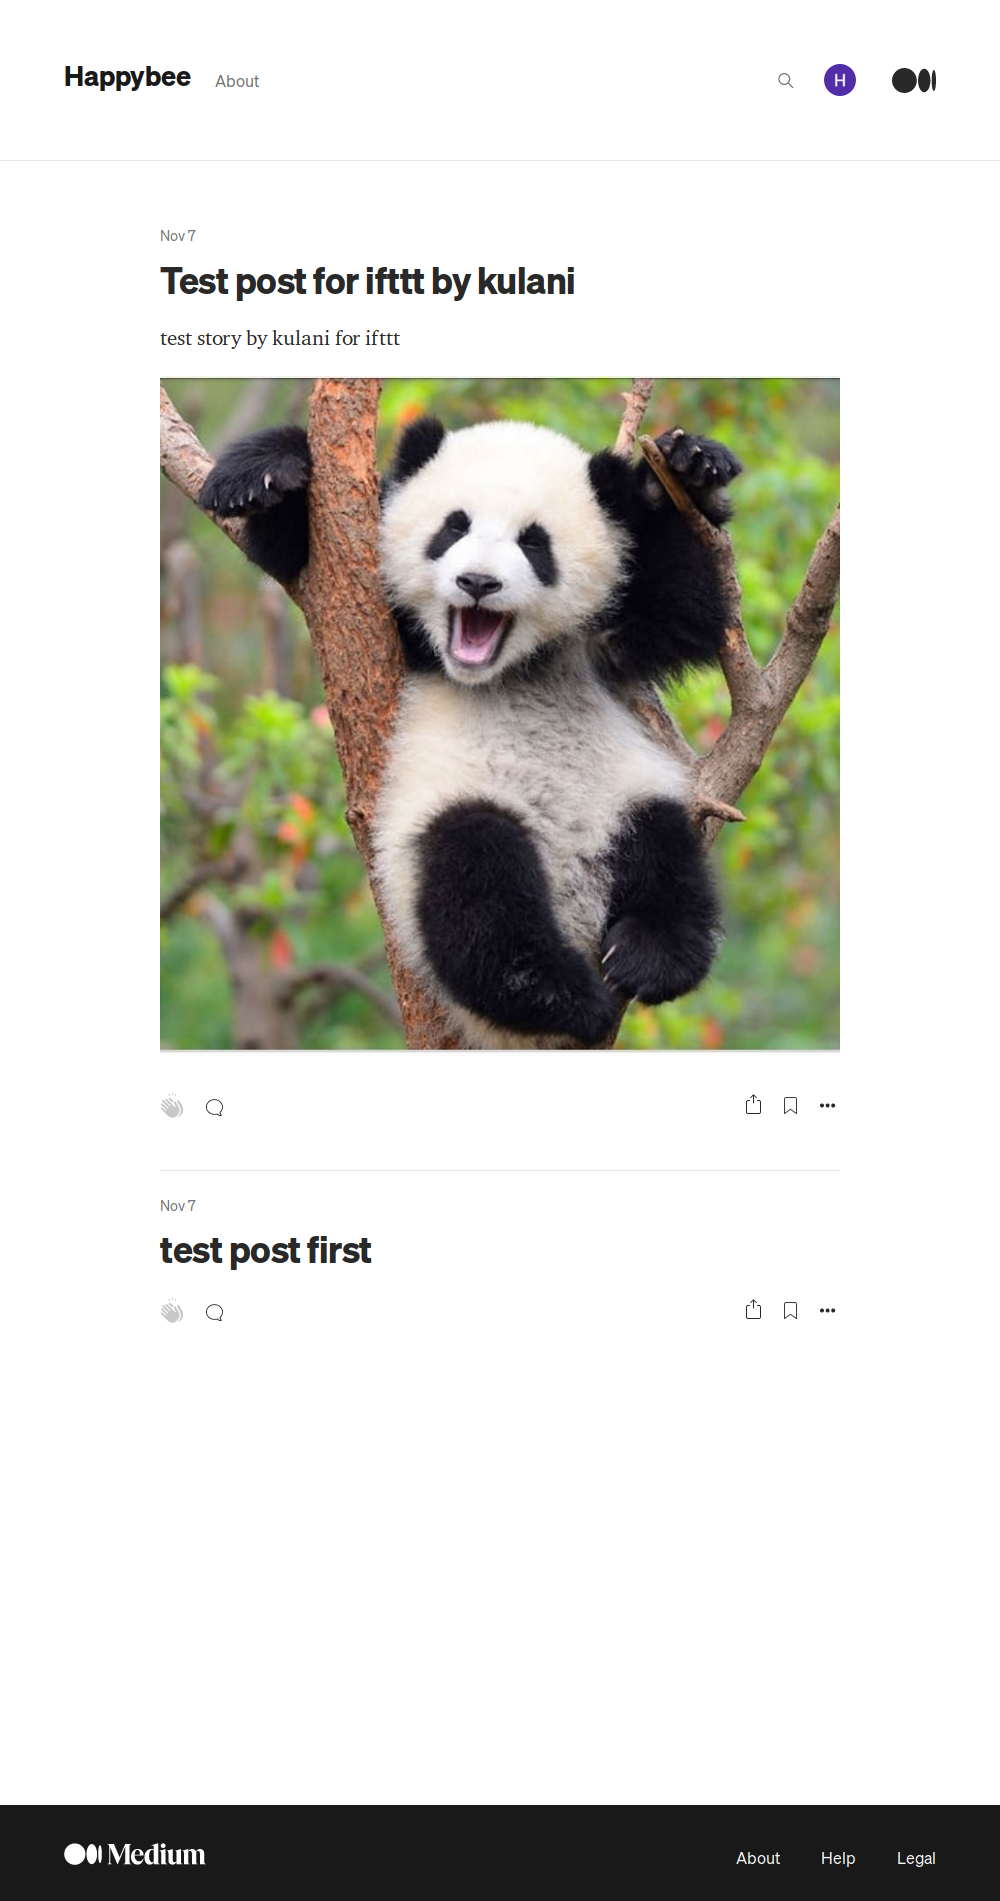 Happybee About
H
Nov 7
Test post for ifttt by kulani
test story by kulani for ifttt
Nov 7
test post first
Medium
About Help Legal